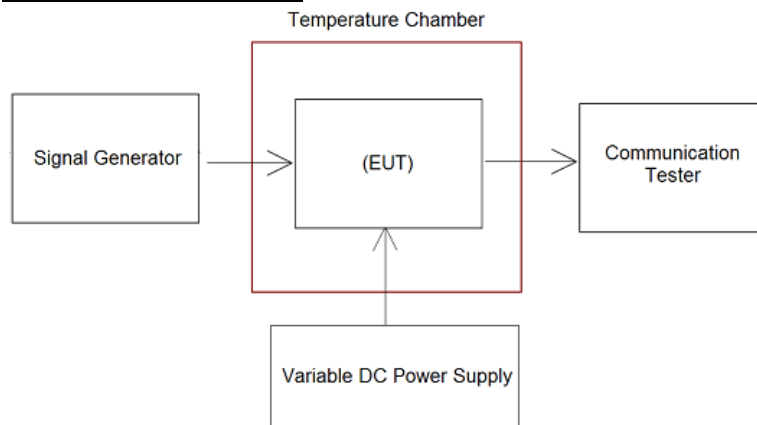 Temperature Chamber
Signal Generator
(EUT)
Communication
Tester
Variable DC Power Supply